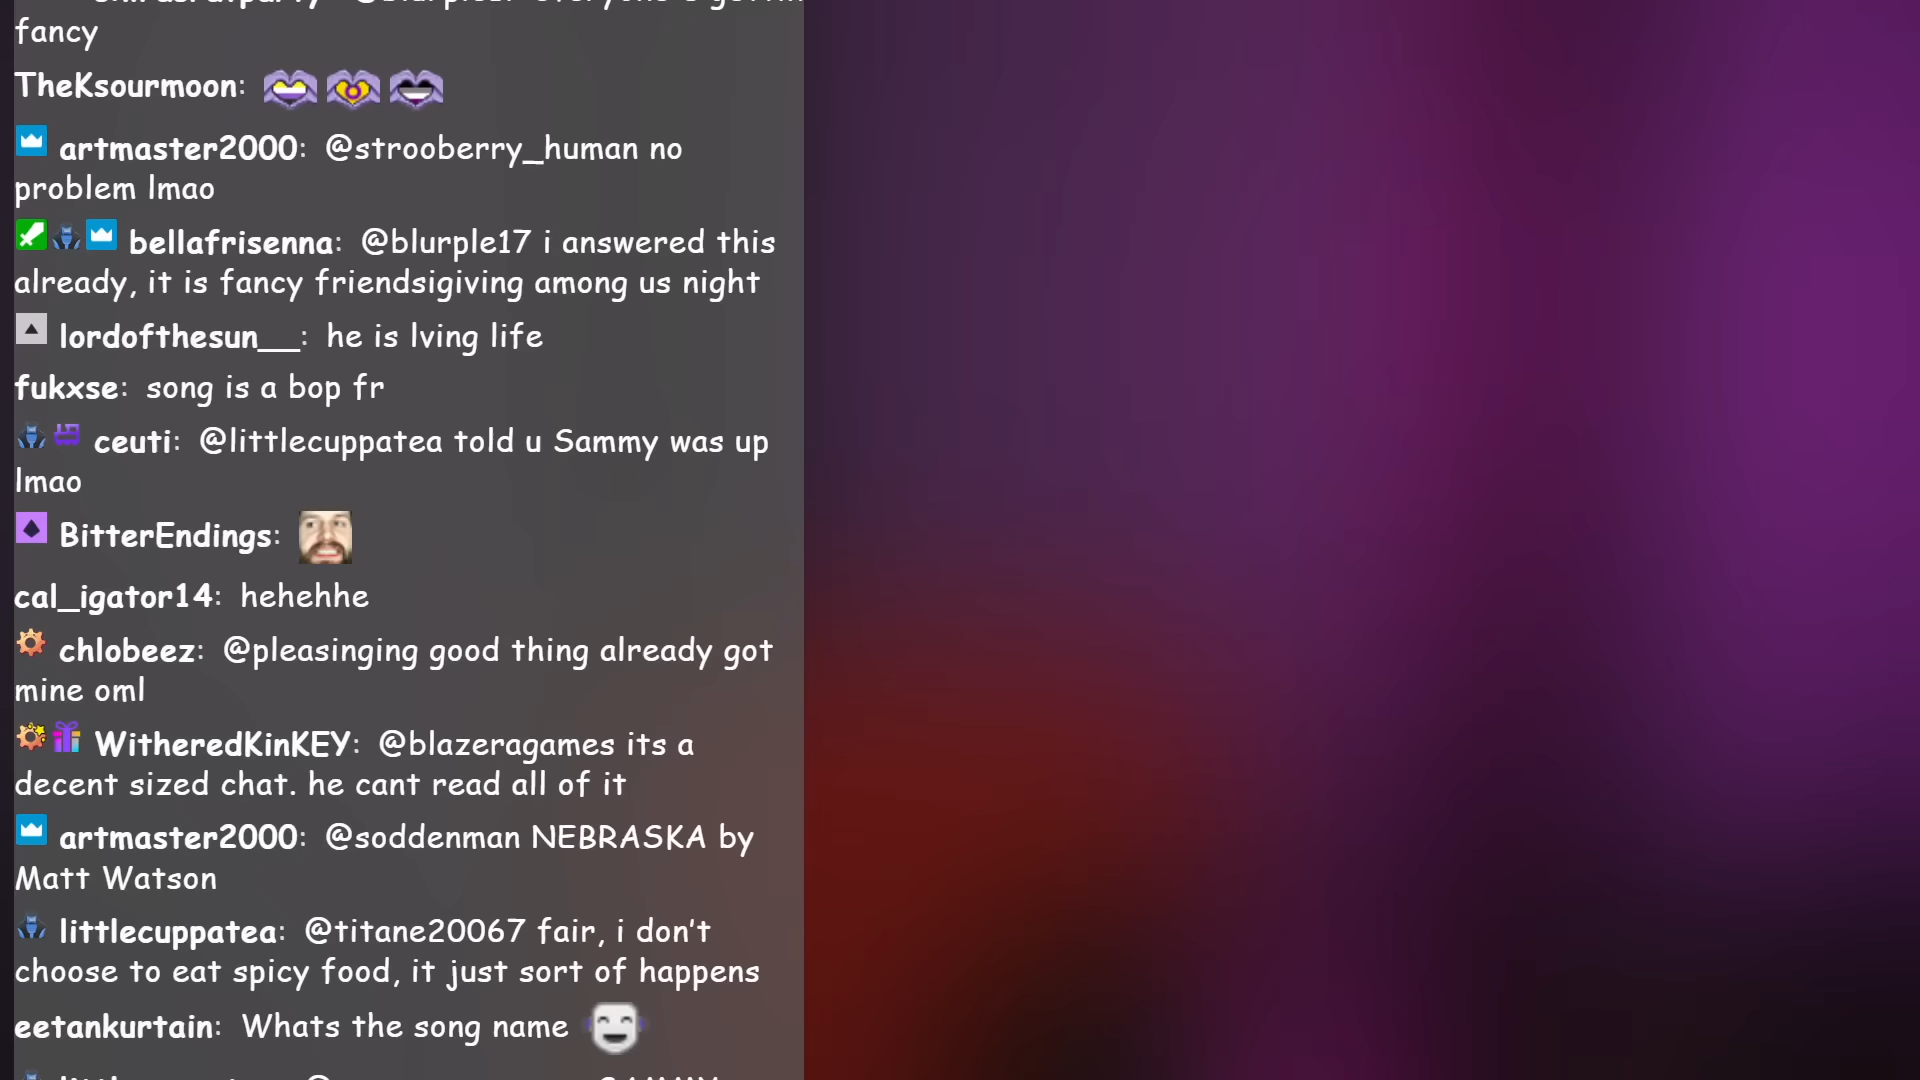 fancy
TheKsourmoon:
artmaster2000: @strooberry_human no
problem lmao
bellafrisenna: @blurple17 i answered this
already, it is fancy friendsigiving among us night
lordofthesun__: he is lving life
fukxse: song is a bop fr
ceuti: @littlecuppatea told u Sammy was up
lmao
BitterEndings:
cal_igator14: hehehhe
chlobeez: @pleasinging good thing already got
mine oml
WitheredKinKEY: @blazeragames its a
decent sized chat. he cant read all of it
artmaster2000: @soddenman NEBRASKA by
Matt Watson
littlecuppatea: @titane20067 fair, i don't
choose to eat spicy food, it just sort of happens
eetankurtain: Whats the song name